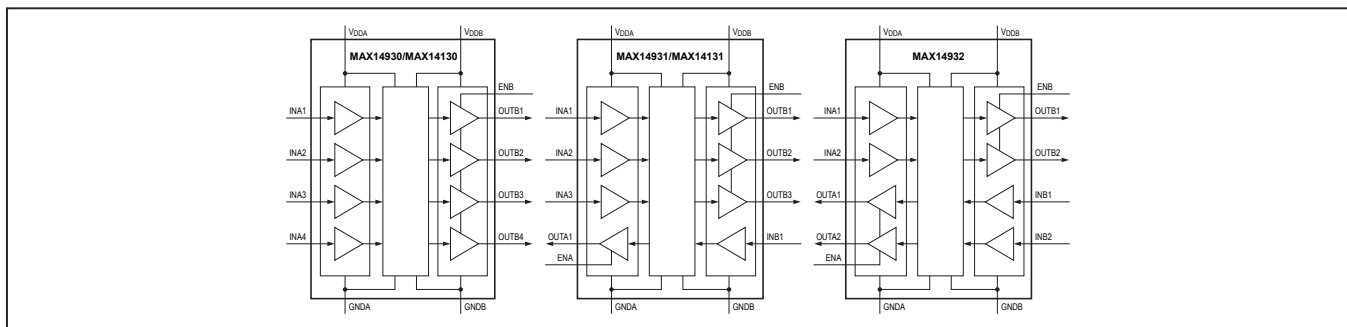 VDDA
VDDB
MAX14930/MAX14130
ENB
INA1
OUTB1
INA2
OUTB2
INA3
OUTB3
INA4
OUTB4
GNDA
GNDB
VDDA
VDDB
MAX14931/MAX14131
ENB
INA1
OUTB1
INA2
OUTB2
INA3
OUTB3
OUTA1
INB1
ENA
GNDA
GNDB
VDDA
VDDB
MAX14932
ENB
INA1
OUTB1
INA2
OUTB2
OUTA1
INB1
OUTA2
INB2
ENA
GNDA
GNDB